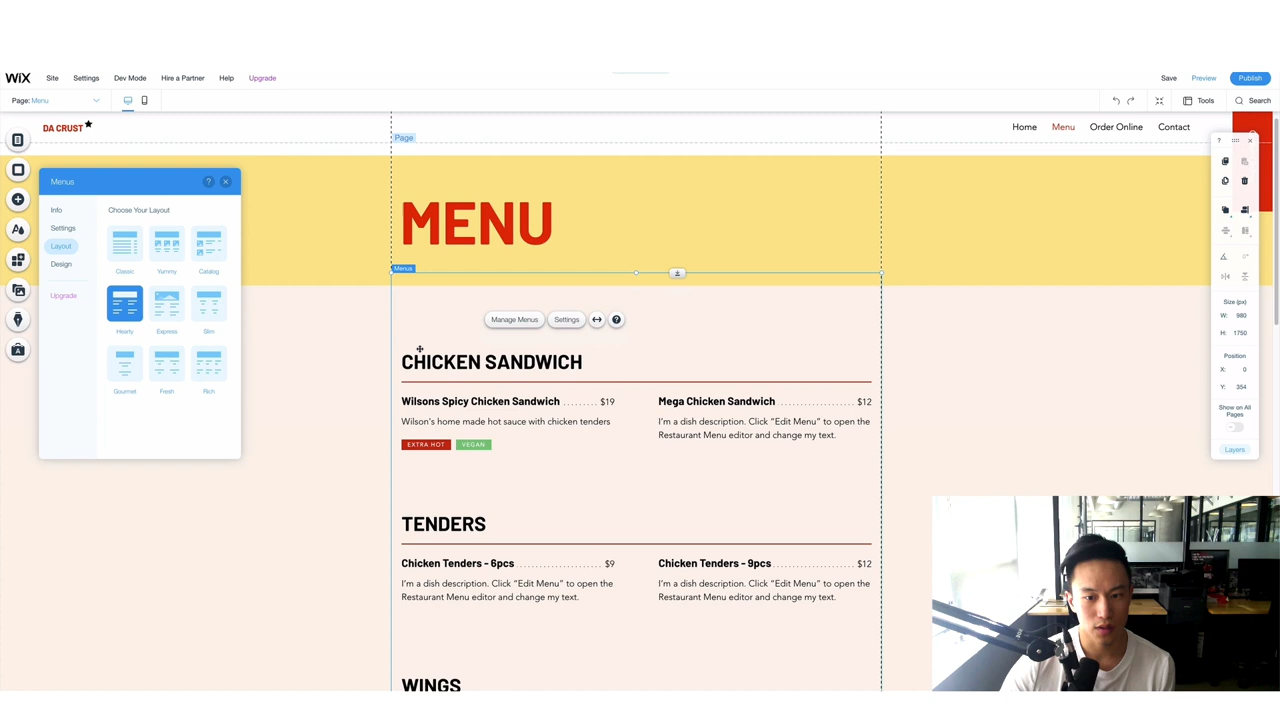 WiX Site Settings Dev Mode Hire a Partner Help Upgrade Save Preview Publish
Page: Menu Tools Search
DA CRUST Home Menu Order Online Contact
Page
Menus
Info
Settings
Layout
Design
Upgrade
Choose Your Layout
Classic Yummy Catalog
Hearty Express Slim
Gourmet Fresh Rich
MENU
Menus
Manage Menus Settings
CHICKEN SANDWICH
Wilsons Spicy Chicken Sandwich ......... $19
Wilson's home made hot sauce with chicken tenders
EXTRA HOT VEGAN
Mega Chicken Sandwich .................. $12
I'm a dish description. Click "Edit Menu" to open the
Restaurant Menu editor and change my text.
TENDERS
Chicken Tenders - 6pcs .................. $9
I'm a dish description. Click "Edit Menu" to open the
Restaurant Menu editor and change my text.
Chicken Tenders - 9pcs .................. $12
I'm a dish description. Click "Edit Menu" to open the
Restaurant Menu editor and change my text.
WINGS
Size (px)
W: 980
H: 1750
Position
X: 0
Y: 354
Show on All
Pages
Layers